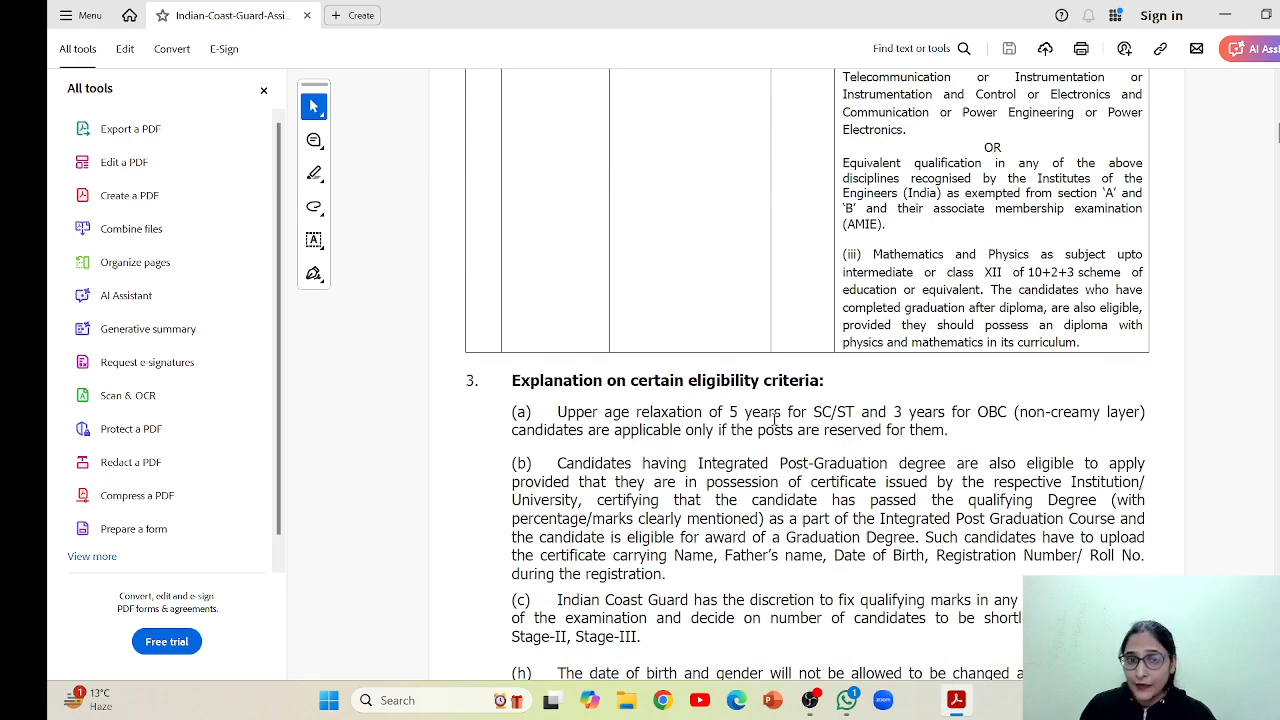 Menu
Indian-Coast-Guard-Assi...
Create
Sign in
All tools
Edit
Convert
E-Sign
Find text or tools
AI Assi
All tools
Export a PDF
Edit a PDF
Create a PDF
Combine files
Organize pages
AI Assistant
Generative summary
Request e-signatures
Scan & OCR
Protect a PDF
Redact a PDF
Compress a PDF
Prepare a form
View more
Convert, edit and e-sign
PDF forms & agreements.
Free trial
Telecommunication or Instrumentation or
Instrumentation and Control or Electronics and
Communication or Power Engineering or Power
Electronics.
OR
Equivalent qualification in any of the above
disciplines recognised by the Institutes of the
Engineers (India) as exempted from section ‘A’ and
‘B’ and their associate membership examination
(AMIE).
(iii) Mathematics and Physics as subject upto
intermediate or class XII of 10+2+3 scheme of
education or equivalent. The candidates who have
completed graduation after diploma, are also eligible,
provided they should possess an diploma with
physics and mathematics in its curriculum.
3. Explanation on certain eligibility criteria:
(a) Upper age relaxation of 5 years for SC/ST and 3 years for OBC (non-creamy layer)
candidates are applicable only if the posts are reserved for them.
(b) Candidates having Integrated Post-Graduation degree are also eligible to apply
provided that they are in possession of certificate issued by the respective Institution/
University, certifying that the candidate has passed the qualifying Degree (with
percentage/marks clearly mentioned) as a part of the Integrated Post Graduation Course and
the candidate is eligible for award of a Graduation Degree. Such candidates have to upload
the certificate carrying Name, Father’s name, Date of Birth, Registration Number/ Roll No.
during the registration.
(c) Indian Coast Guard has the discretion to fix qualifying marks in any
of the examination and decide on number of candidates to be shortl
Stage-II, Stage-III.
(h) The date of birth and gender will not be allowed to be changed a
1
13°C
Haze
Search
1
zoom